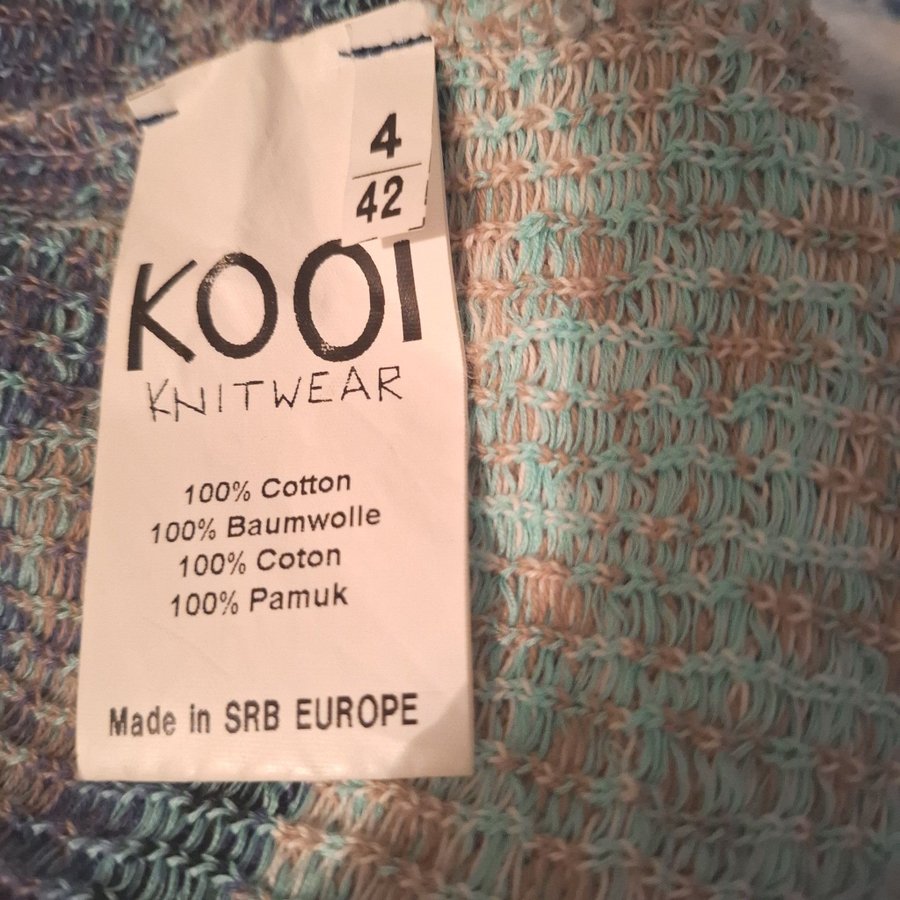 4
42
KOOI
KNITWEAR
100% Cotton
100% Baumwolle
100% Coton
100% Pamuk
Made in SRB EUROPE